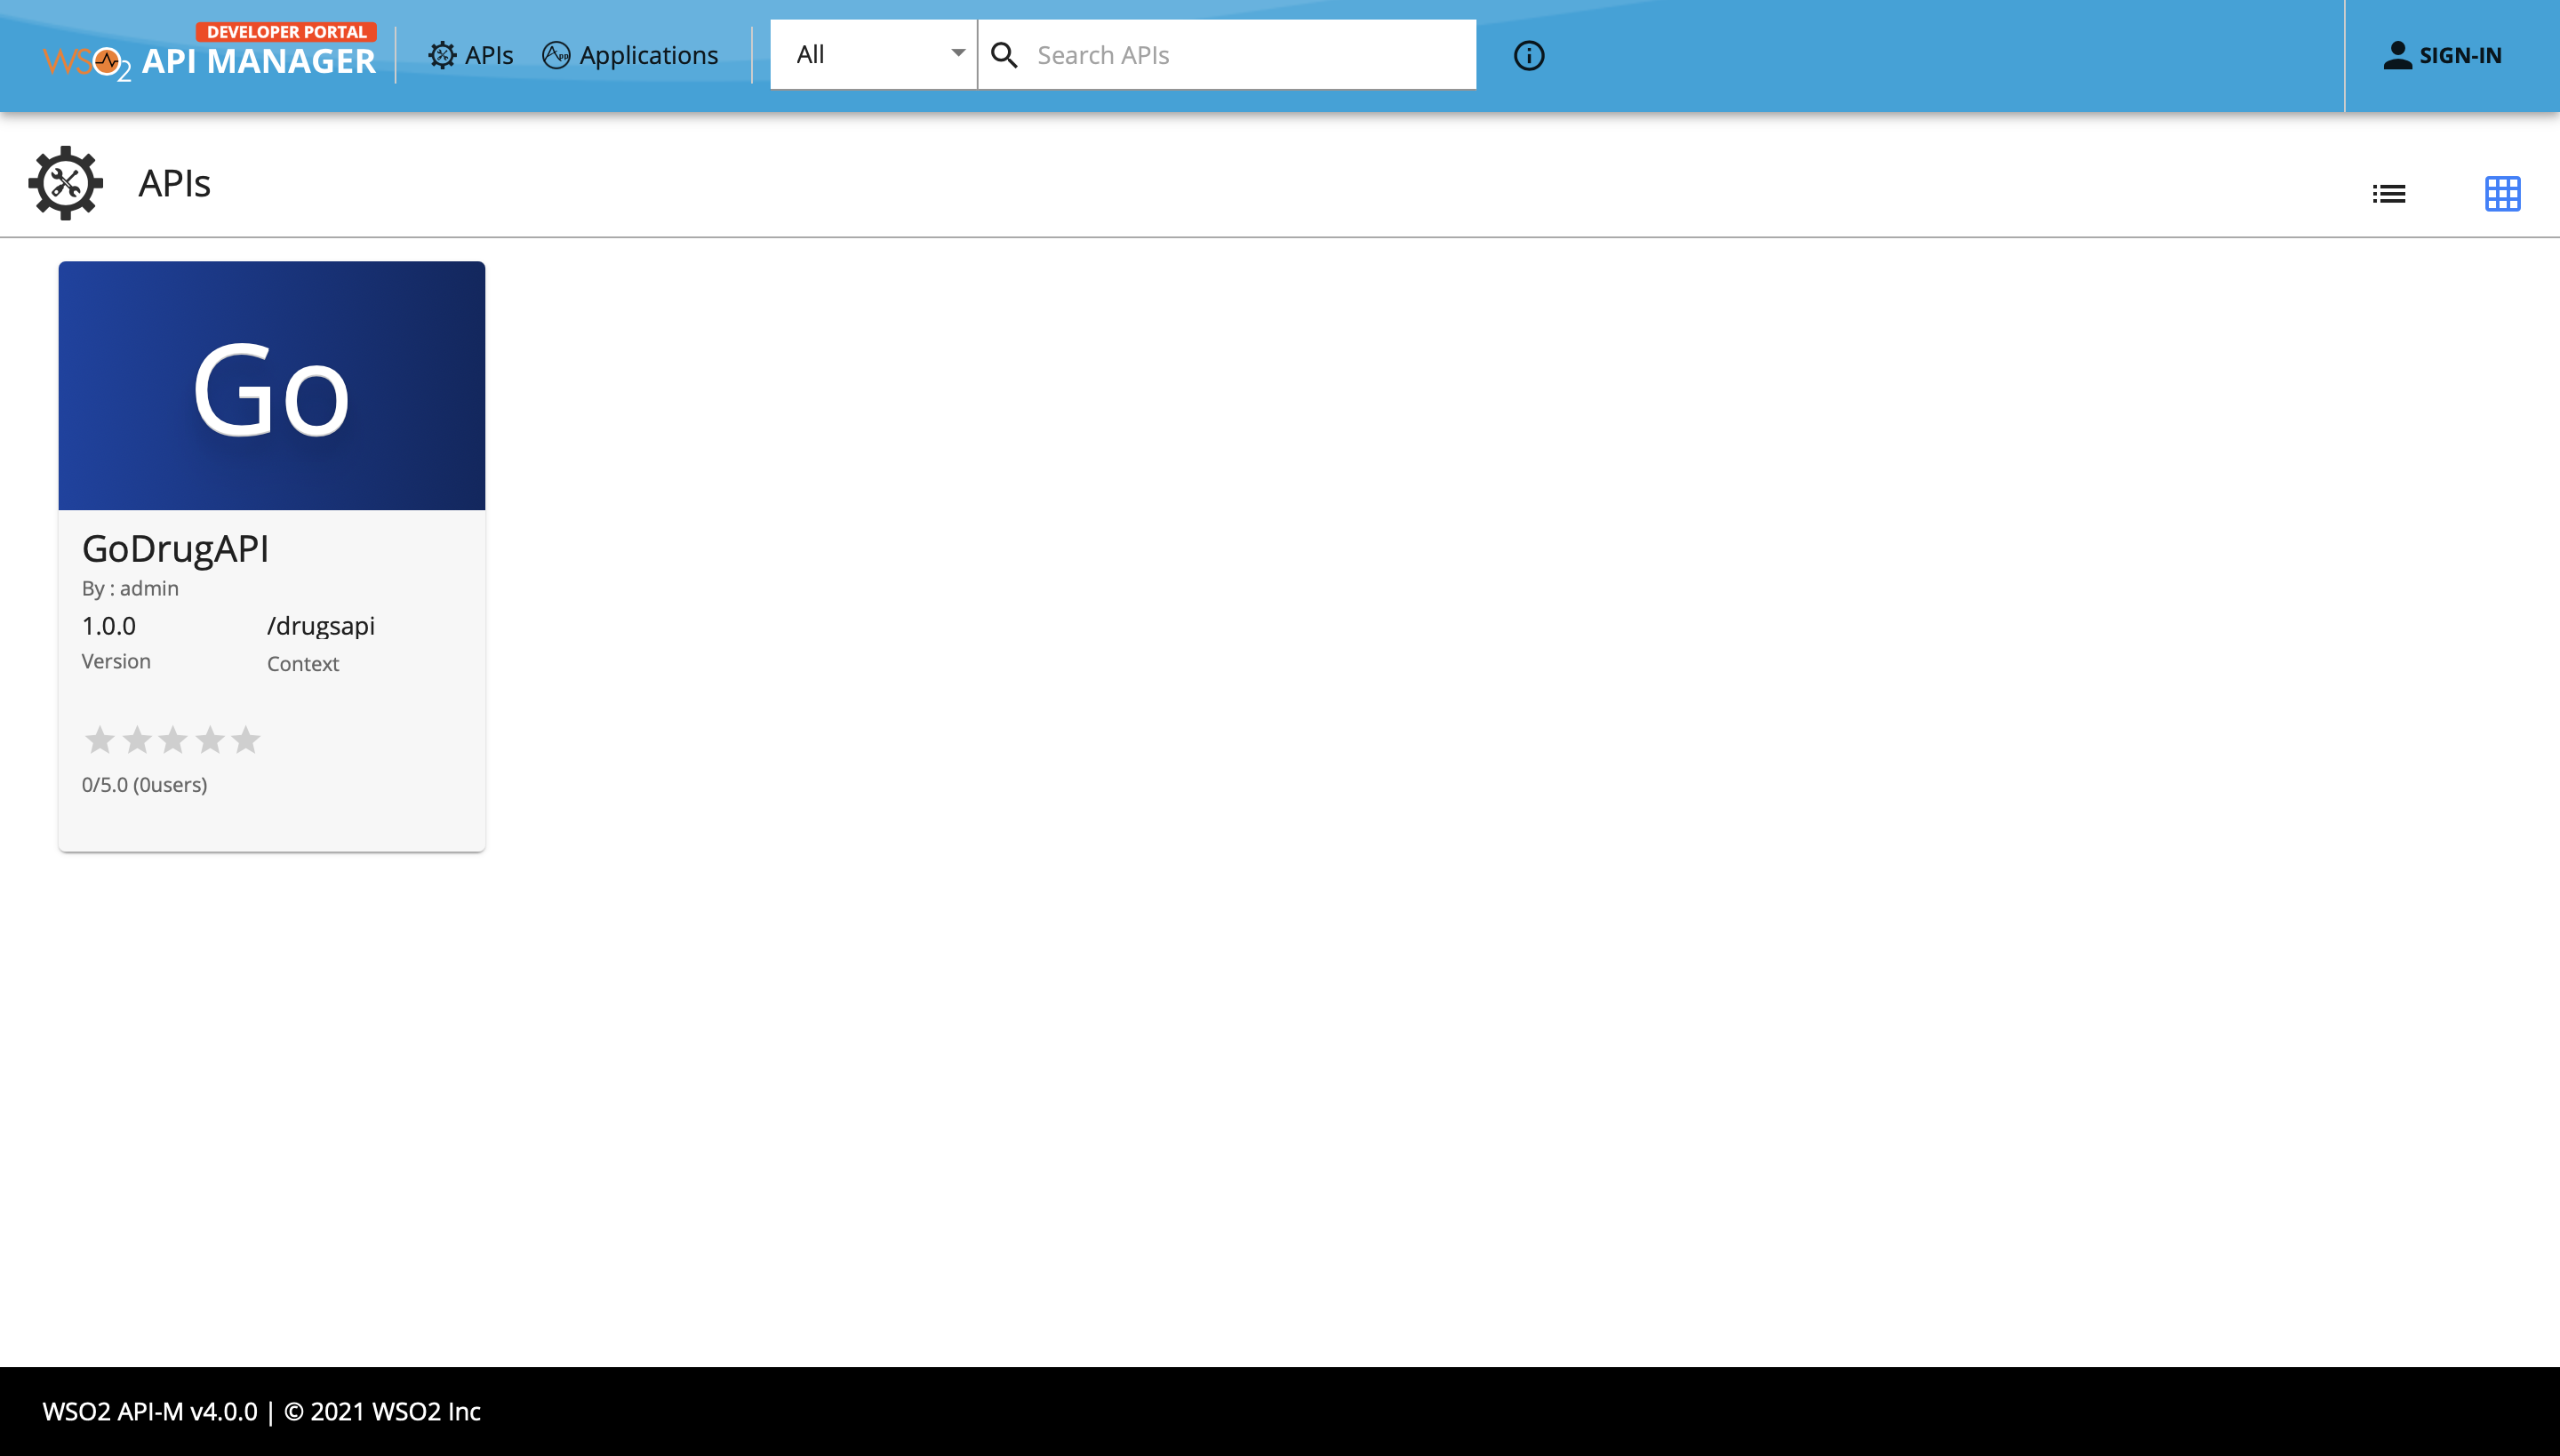 DEVELOPER PORTAL
WSO2 API MANAGER
APIs
Applications
All
Search APIs
SIGN-IN
APIs
Go
GoDrugAPI
By : admin
1.0.0 /drugsapi
Version Context
0/5.0 (0users)
WSO2 API-M v4.0.0 | © 2021 WSO2 Inc